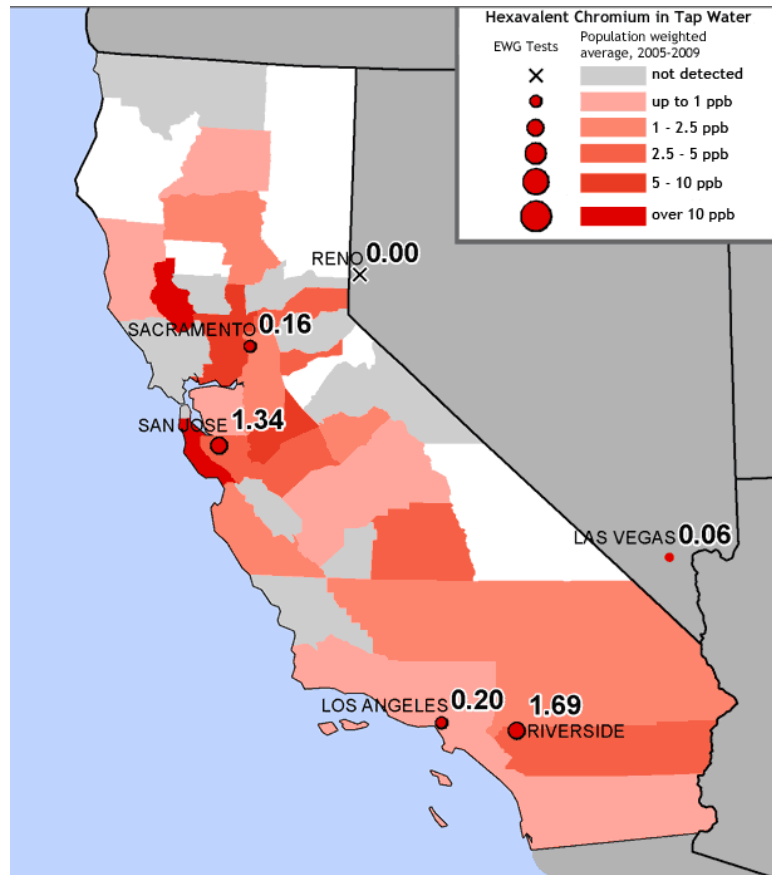 Hexavalent Chromium in Tap Water
EWG Tests
Population weighted
average, 2005-2009
not detected
up to 1 ppb
1 - 2.5 ppb
2.5 - 5 ppb
5 - 10 ppb
over 10 ppb
RENO 0.00
SACRAMENTO 0.16
SAN JOSE 1.34
LAS VEGAS 0.06
LOS ANGELES 0.20
1.69
RIVERSIDE